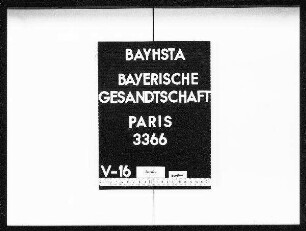 BAYHSTA
BAYERISCHE
GESANDTSCHAFT
PARIS
3366
V-16